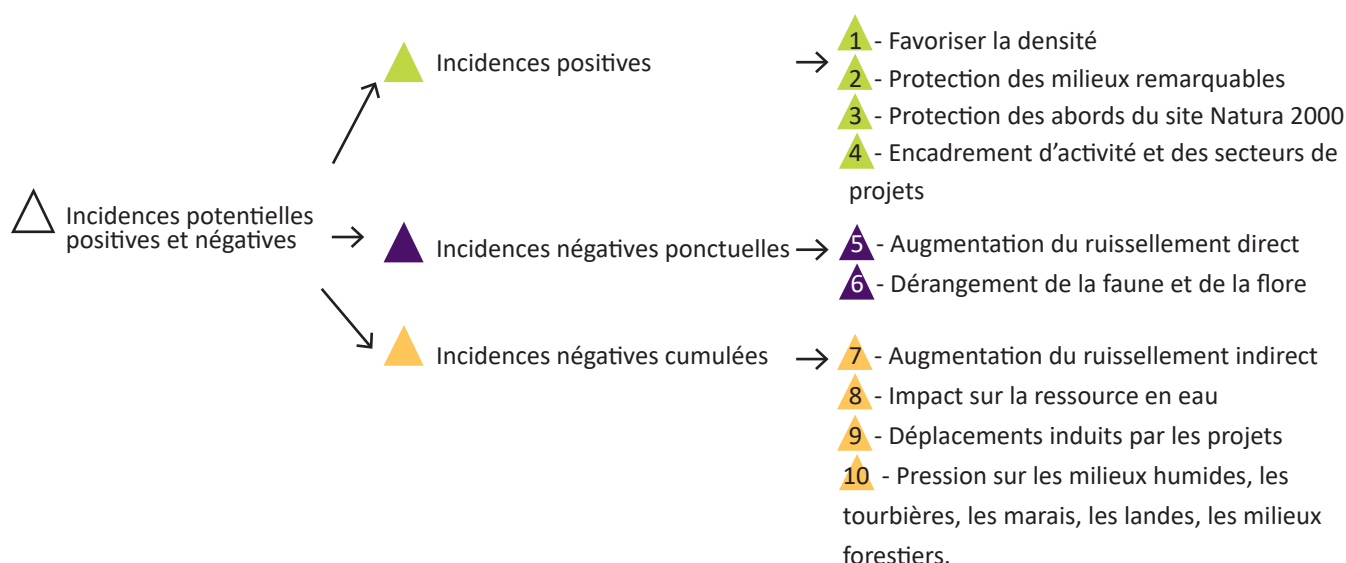 Incidences potentielles
positives et négatives
Incidences positives
1 - Favoriser la densité
2 - Protection des milieux remarquables
3 - Protection des abords du site Natura 2000
4 - Encadrement d’activité et des secteurs de
projets
Incidences négatives ponctuelles
5 - Augmentation du ruissellement direct
6 - Dérangement de la faune et de la flore
Incidences négatives cumulées
7 - Augmentation du ruissellement indirect
8 - Impact sur la ressource en eau
9 - Déplacements induits par les projets
10 - Pression sur les milieux humides, les
tourbières, les marais, les landes, les milieux
forestiers.